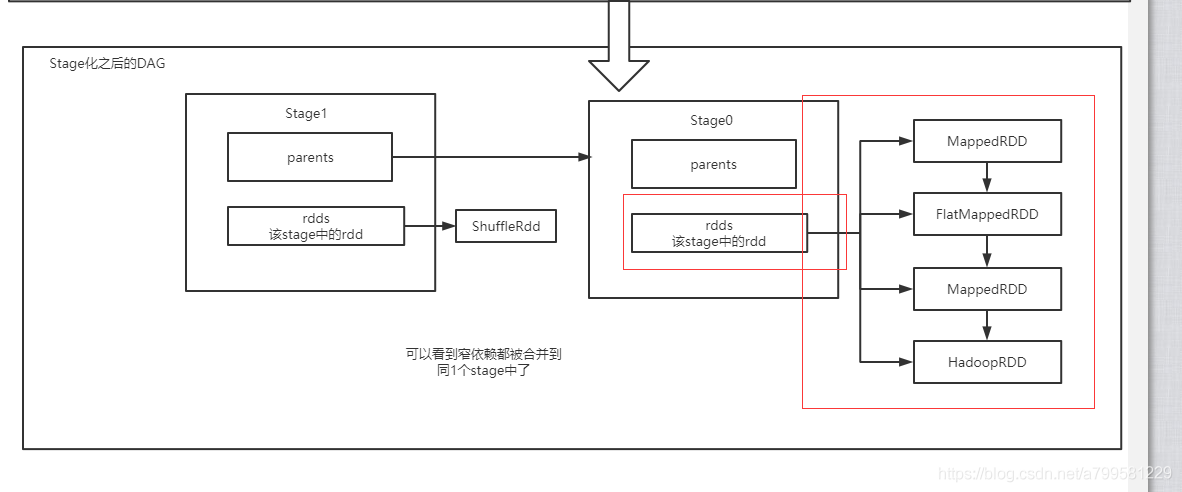 Stage化之后的DAG
Stage1
parents
rdds
该stage中的rdd
ShuffleRdd
Stage0
parents
rdds
该stage中的rdd
MappedRDD
FlatMappedRDD
MappedRDD
HadoopRDD
可以看到窄依赖都被合并到
同1个stage中了
https://blog.csdn.net/a799581229